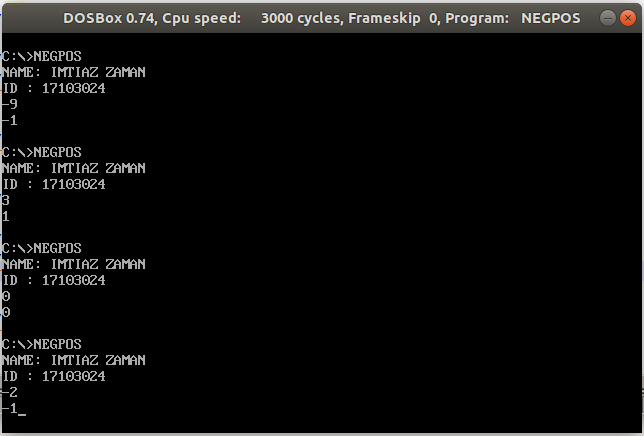 DOSBox 0.74, Cpu speed: 3000 cycles, Frameskip 0, Program: NEGPOS
C:\>NEGPOS
NAME: IMTIAZ ZAMAN
ID : 17103024
-9
-1
C:\>NEGPOS
NAME: IMTIAZ ZAMAN
ID : 17103024
3
1
C:\>NEGPOS
NAME: IMTIAZ ZAMAN
ID : 17103024
0
0
C:\>NEGPOS
NAME: IMTIAZ ZAMAN
ID : 17103024
-2
-1_